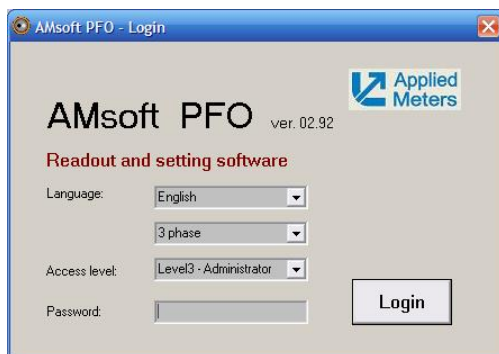 AMsoft PFO - Login
Applied
Meters
AMsoft PFO ver. 02.92
Readout and setting software
Language:
English
3 phase
Access level:
Level3 - Administrator
Password:
Login